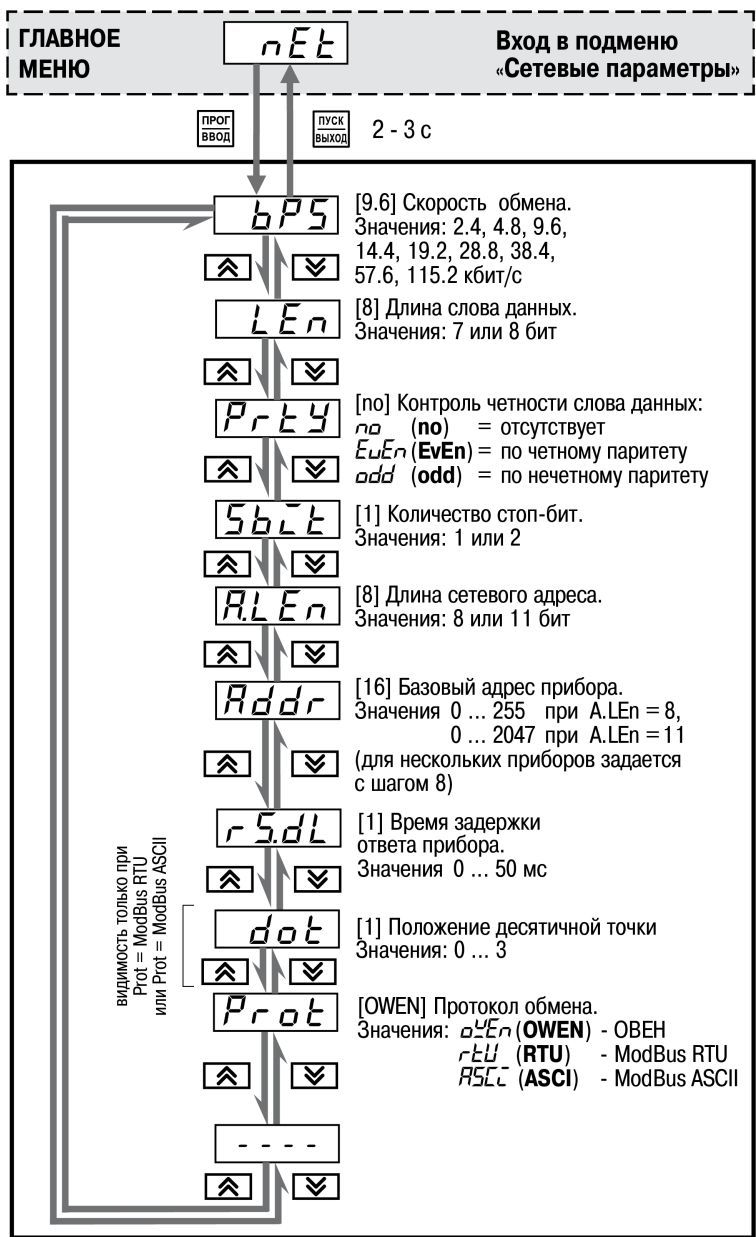 ГЛАВНОЕ
МЕНЮ
nEt
Вход в подменю
«Сетевые параметры»
ПРОГ
ВВОД
ПУСК
ВЫХОД
2 - 3 с
bPS
[9.6] Скорость обмена.
Значения: 2.4, 4.8, 9.6,
14.4, 19.2, 28.8, 38.4,
57.6, 115.2 кбит/с
LEn
[8] Длина слова данных.
Значения: 7 или 8 бит
PrtY
[no] Контроль четности слова данных:
no (no) = отсутствует
EvEn (EvEn) = по четному паритету
odd (odd) = по нечетному паритету
Sbit
[1] Количество стоп-бит.
Значения: 1 или 2
A.LEn
[8] Длина сетевого адреса.
Значения: 8 или 11 бит
Addr
[16] Базовый адрес прибора.
Значения 0 ... 255 при A.LEn = 8,
0 ... 2047 при A.LEn = 11
(для нескольких приборов задается
с шагом 8)
rS.dL
[1] Время задержки
ответа прибора.
Значения 0 ... 50 мс
видимость только при
Prot = ModBus RTU
или Prot = ModBus ASCII
dot
[1] Положение десятичной точки
Значения: 0 ... 3
Prot
[OWEN] Протокол обмена.
Значения: oYEn (OWEN) - ОВЕН
rtU (RTU) - ModBus RTU
ASCi (ASCI) - ModBus ASCII
- - - -